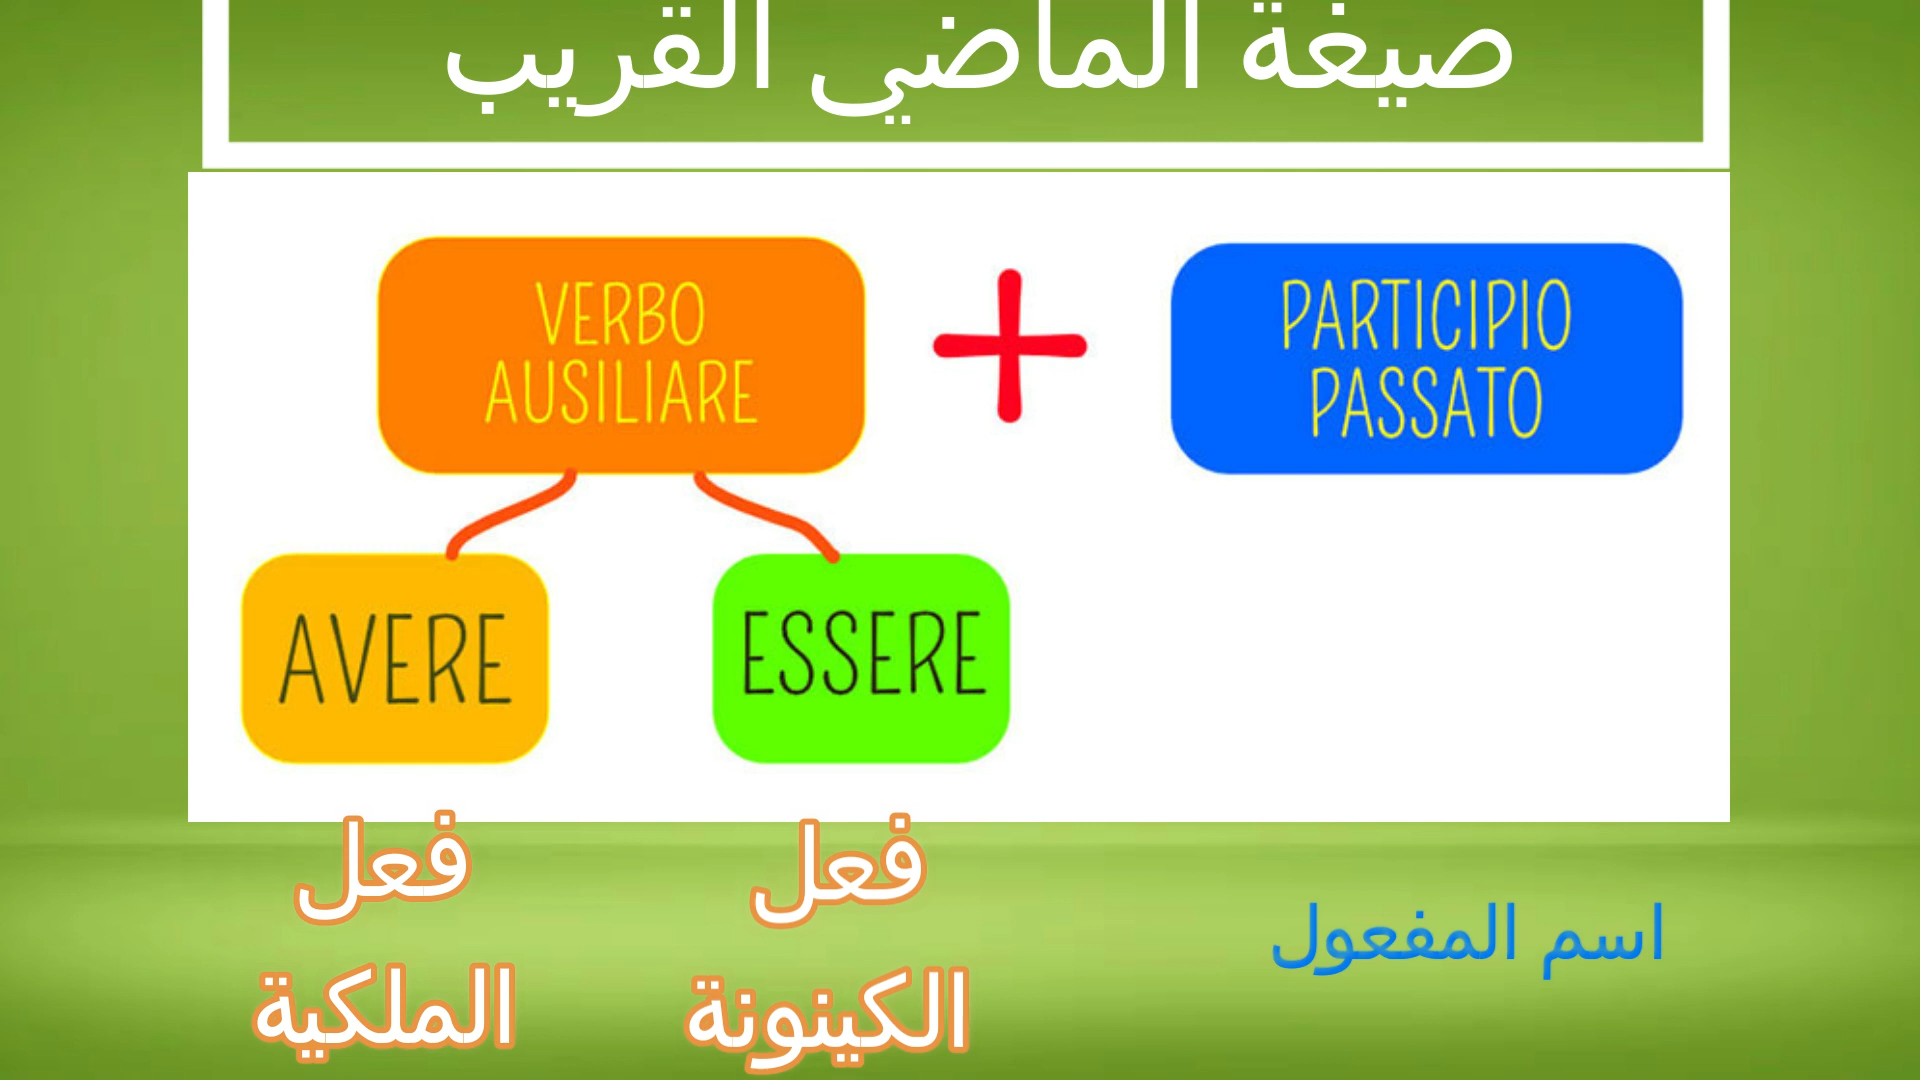 صيغة الماضي القريب
VERBO
AUSILIARE
+
PARTICIPIO
PASSATO
AVERE
ESSERE
فعل
الملكية
فعل
الكينونة
اسم المفعول